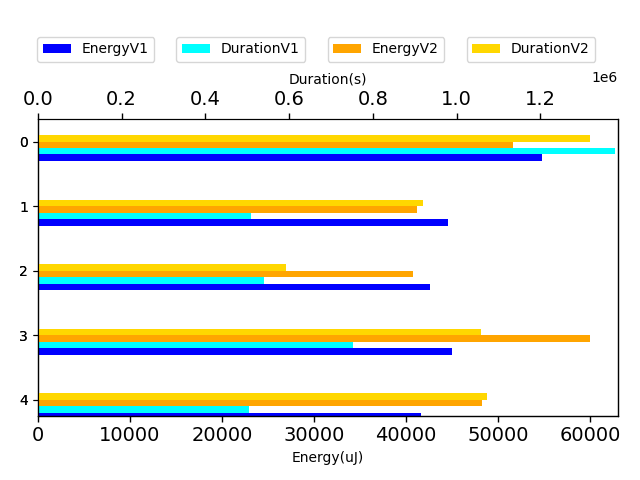 EnergyV1 DurationV1 EnergyV2 DurationV2
Duration(s)
1e6
0.0 0.2 0.4 0.6 0.8 1.0 1.2
0
1
2
3
4
0 10000 20000 30000 40000 50000 60000
Energy(uJ)